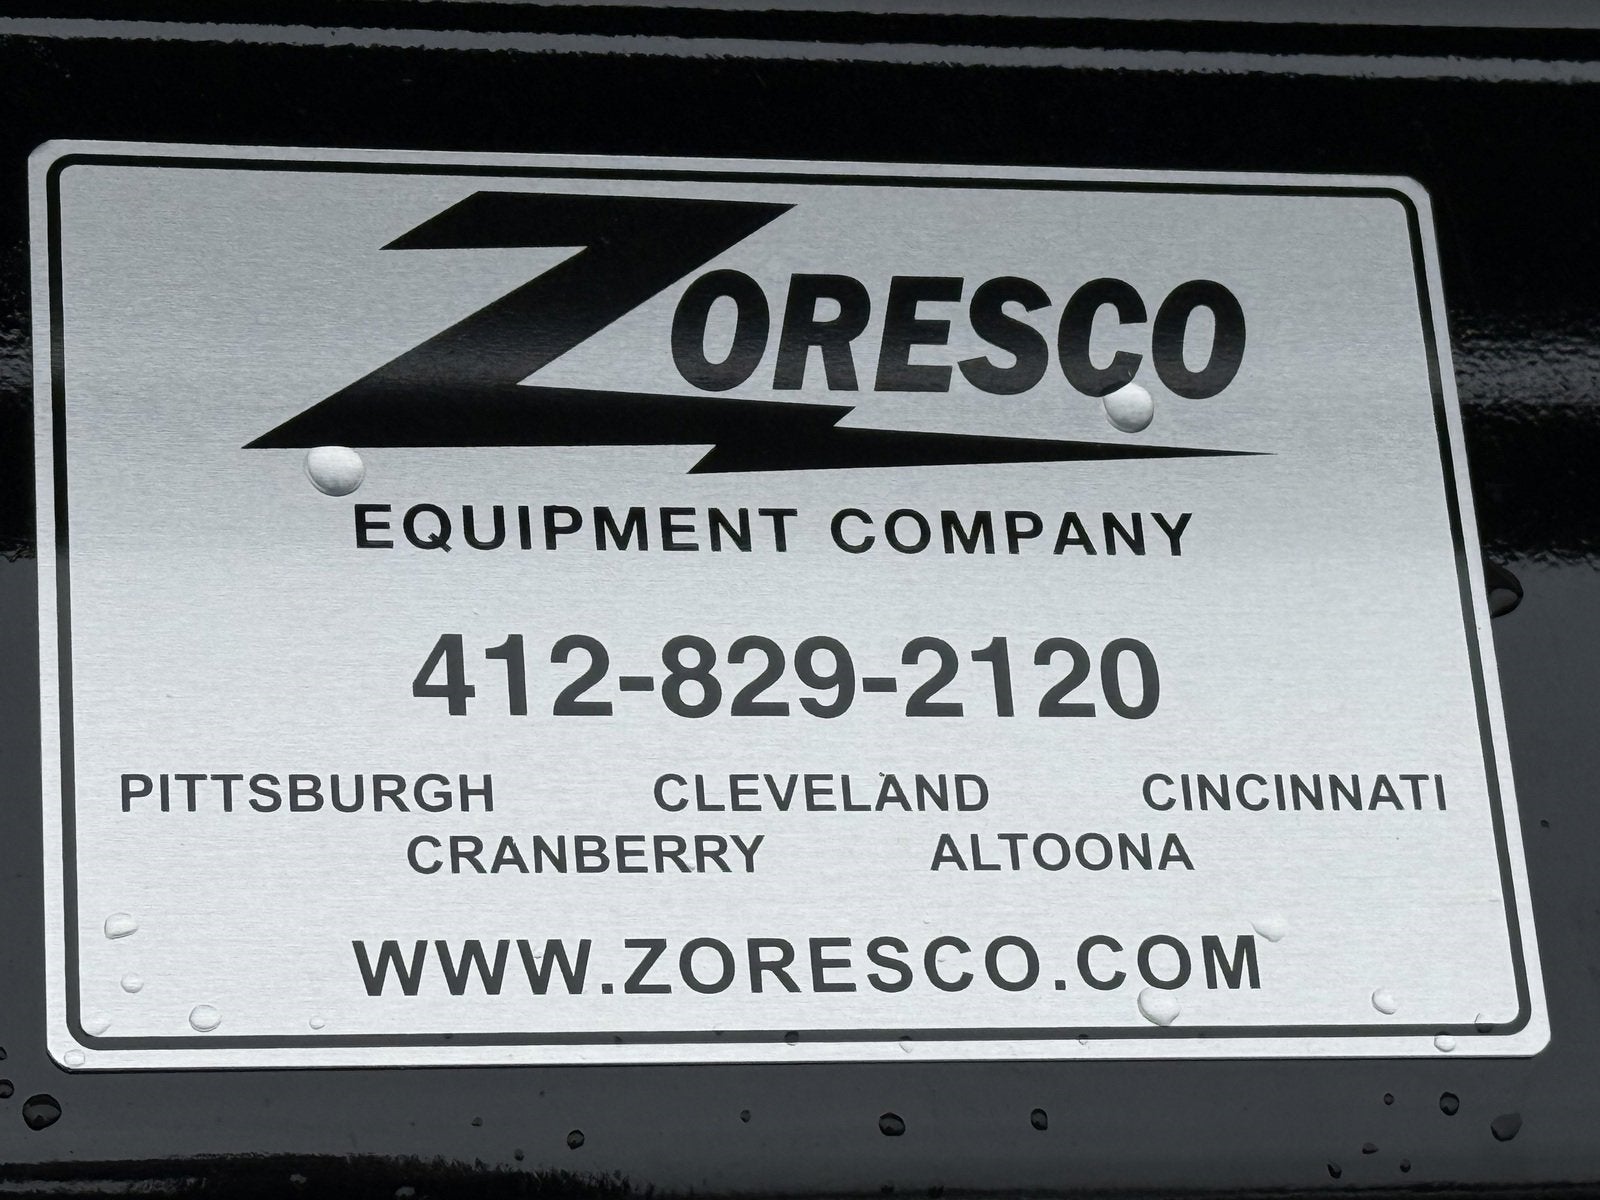 ZORESCO
EQUIPMENT COMPANY
412-829-2120
PITTSBURGH CLEVELAND CINCINNATI
CRANBERRY ALTOONA
WWW.ZORESCO.COM